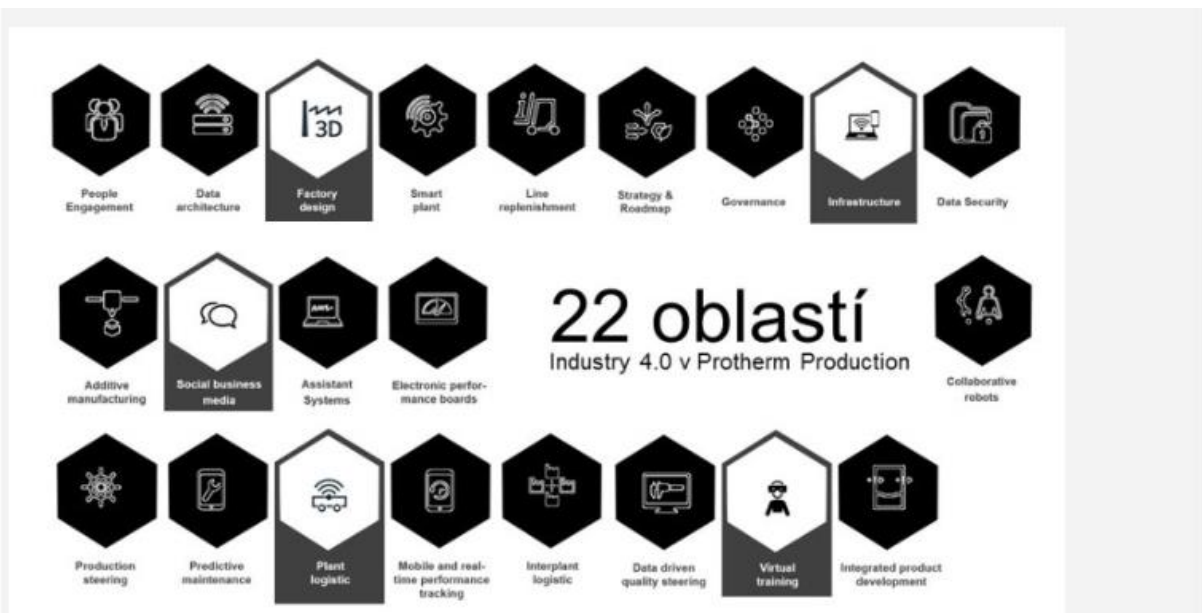 3D
People
Engagement
Data
architecture
Factory
design
Smart
plant
Line
replenishment
Strategy &
Roadmap
Governance
Infrastructure
Data Security
Additive
manufacturing
Social business
media
Assistant
Systems
Electronic perfor-
mance boards
22 oblastí
Industry 4.0 v Protherm Production
Collaborative
robots
Production
steering
Predictive
maintenance
Plant
logistic
Mobile and real-
time performance
tracking
Interplant
logistic
Data driven
quality steering
Virtual
training
Integrated product
development